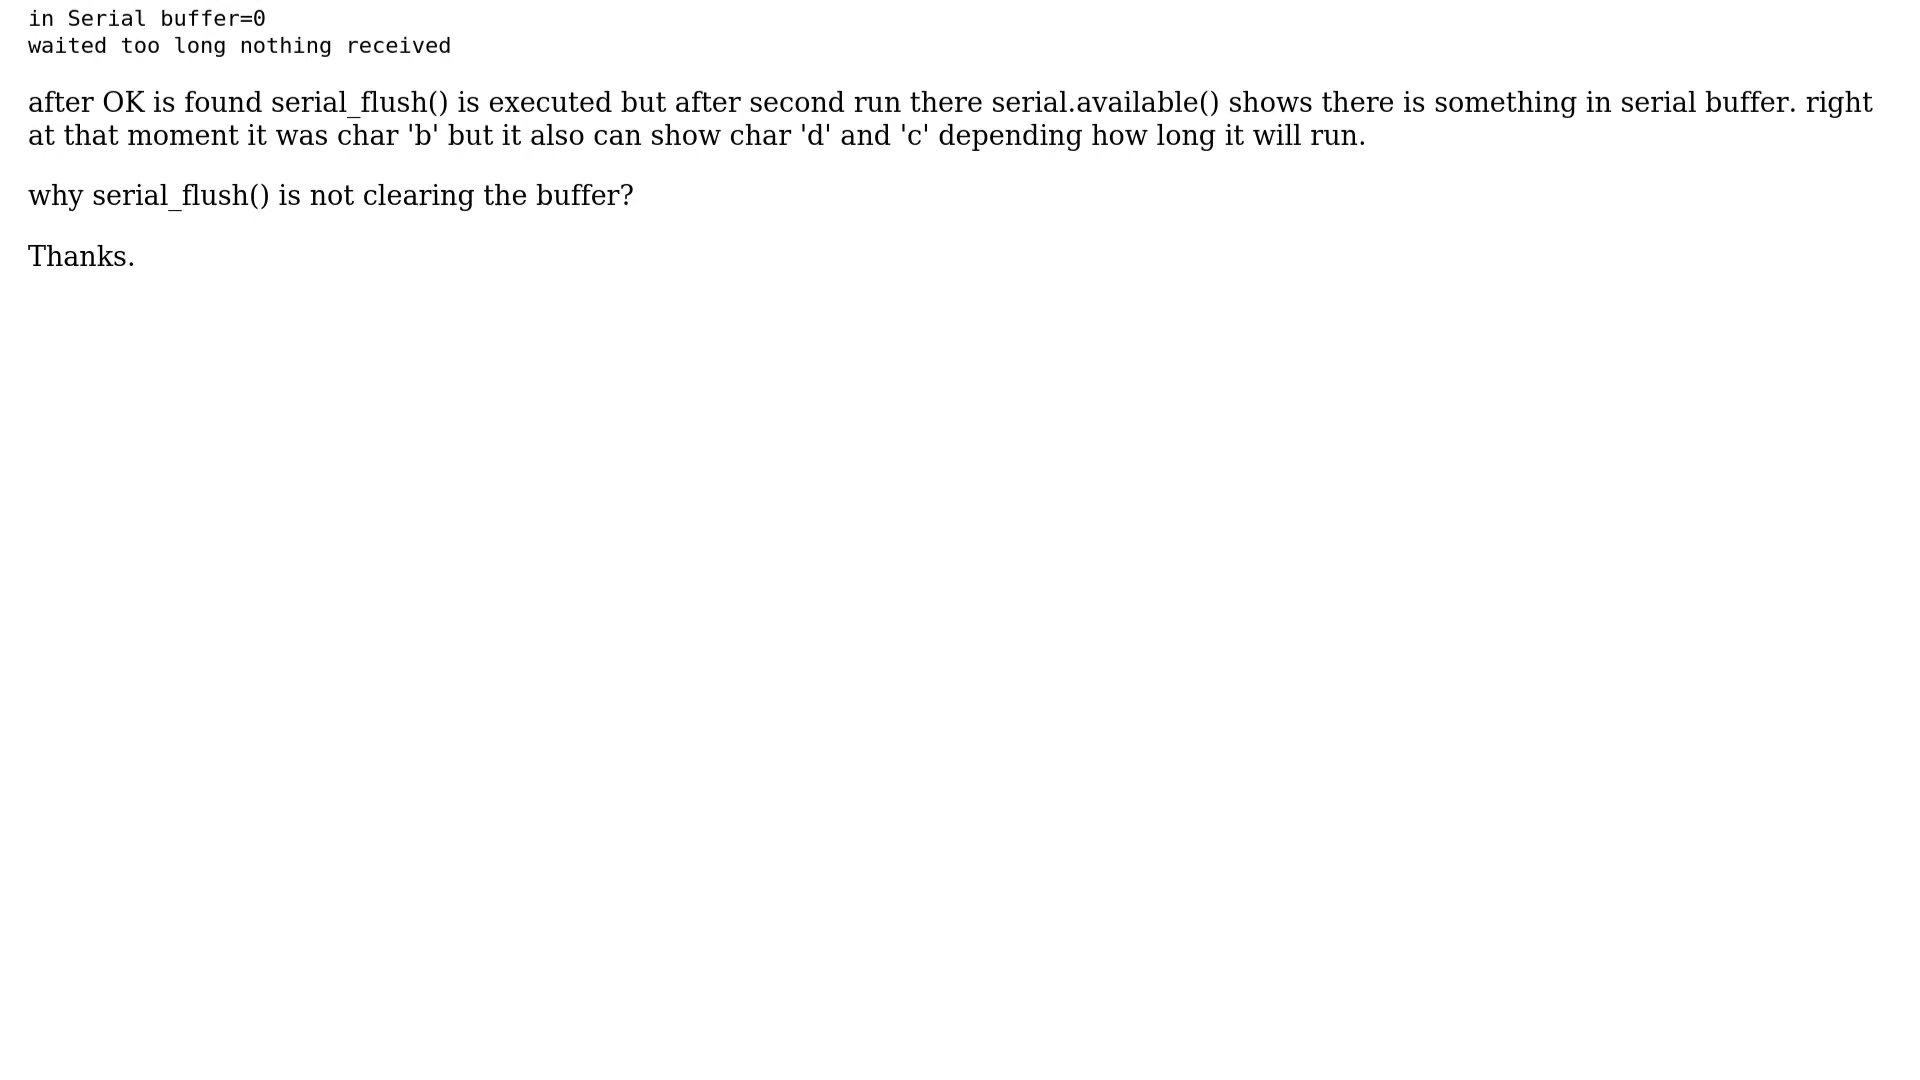 in Serial buffer=0
waited too long nothing received
after OK is found serial_flush() is executed but after second run there serial.available() shows there is something in serial buffer. right
at that moment it was char 'b' but it also can show char 'd' and 'c' depending how long it will run.
why serial_flush() is not clearing the buffer?
Thanks.